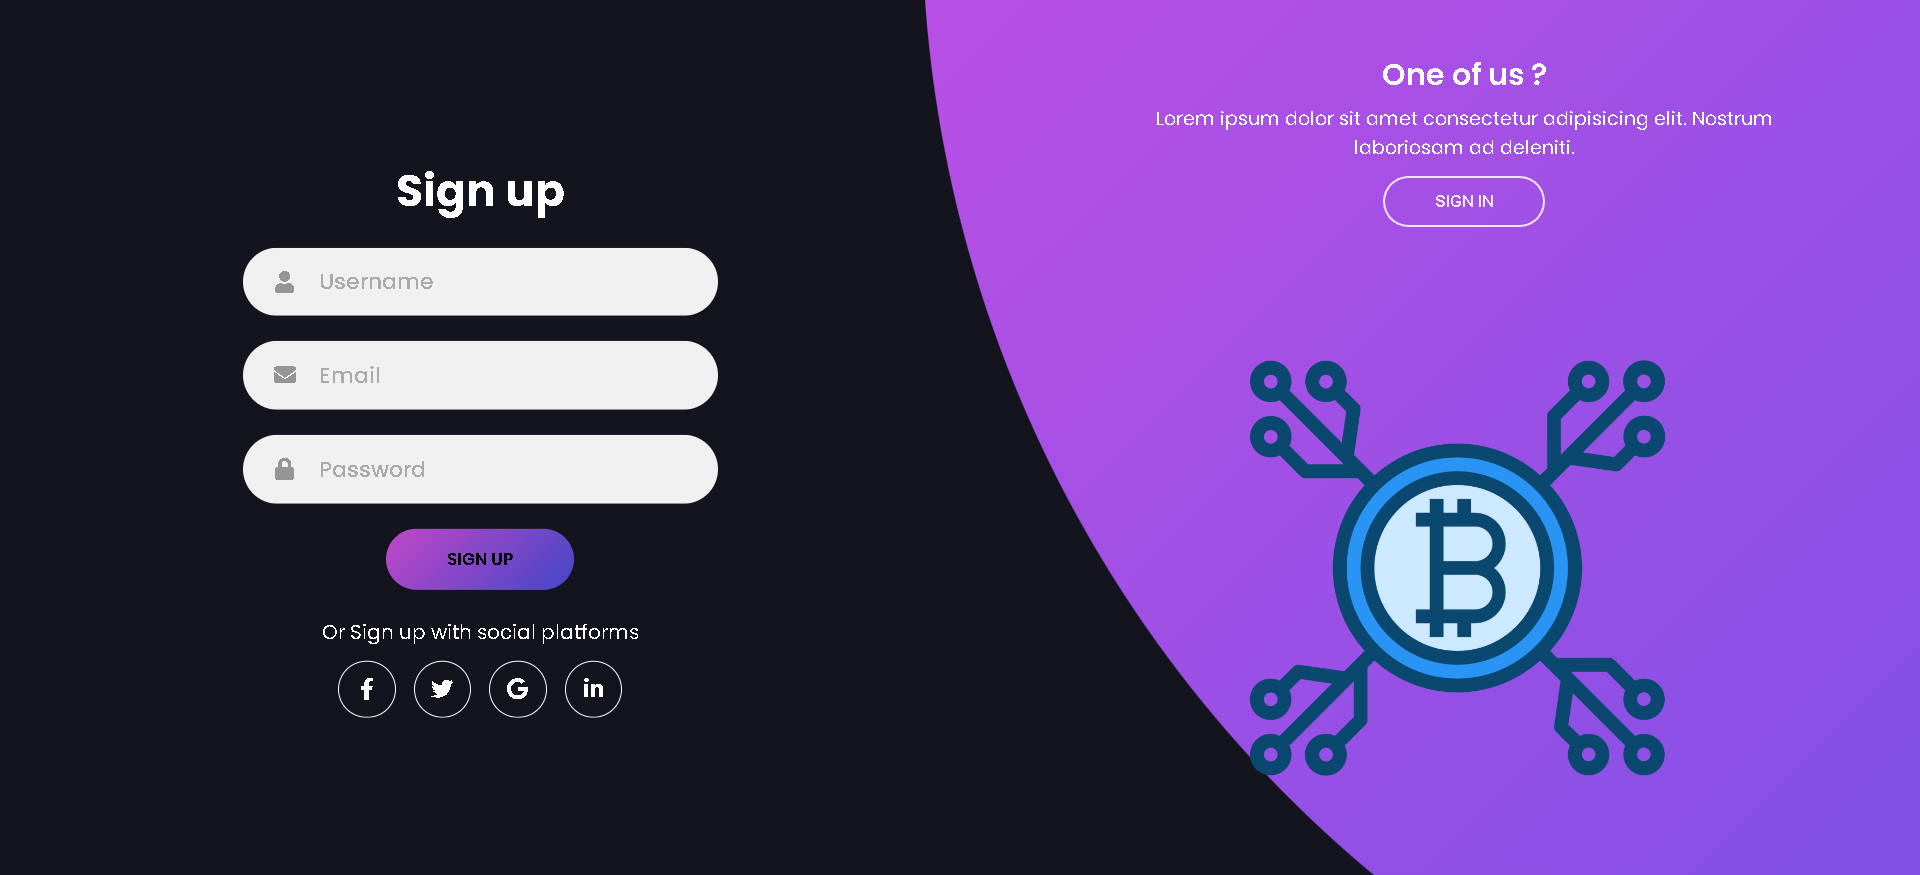 Sign up
Username
Email
Password
SIGN UP
Or Sign up with social platforms
One of us ?
Lorem ipsum dolor sit amet consectetur adipisicing elit. Nostrum
laboriosam ad deleniti.
SIGN IN